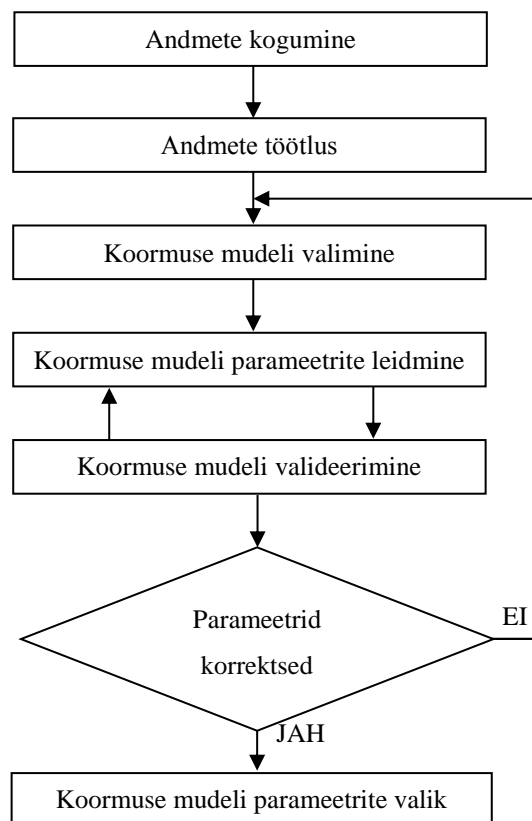 Andmete kogumine
Andmete töötlus
Koormuse mudeli valimine
Koormuse mudeli parameetrite leidmine
Koormuse mudeli valideerimine
Parameetrid
korrektsed
EI
JAH
Koormuse mudeli parameetrite valik